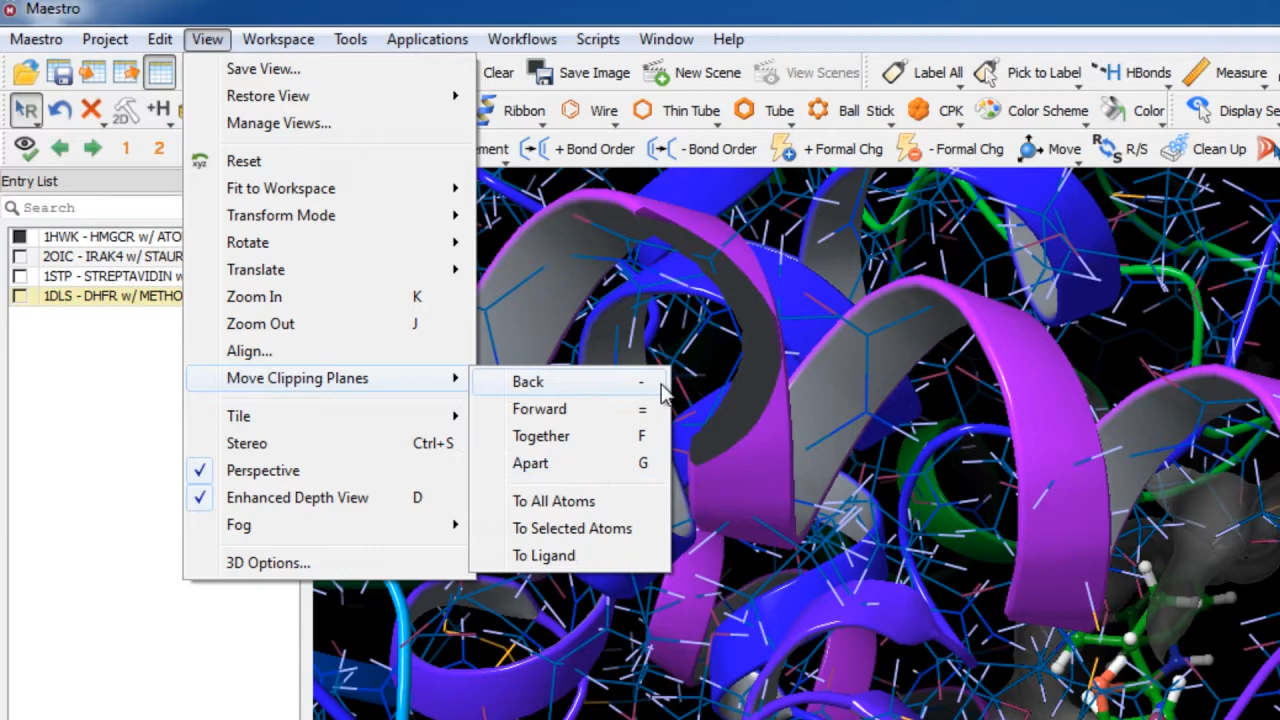 Maestro
Maestro Project Edit View Workspace Tools Applications Workflows Scripts Window Help
Clear Save Image New Scene View Scenes Label All Pick to Label HBonds Measure
R 2D +H Ribbon Wire Thin Tube Tube Ball Stick CPK Color Scheme Color Display Se
1 2 ment + Bond Order - Bond Order + Formal Chg - Formal Chg Move R/S Clean Up
Entry List
Search
1HWK - HMGCR w/ ATO
2OIC - IRAK4 w/ STAUR
1STP - STREPTAVIDIN w
1DLS - DHFR w/ METHO
Save View...
Restore View
Manage Views...
xyz Reset
Fit to Workspace
Transform Mode
Rotate
Translate
Zoom In K
Zoom Out J
Align...
Move Clipping Planes
Tile
Stereo Ctrl+S
Perspective
Enhanced Depth View D
Fog
3D Options...
Back -
Forward =
Together F
Apart G
To All Atoms
To Selected Atoms
To Ligand